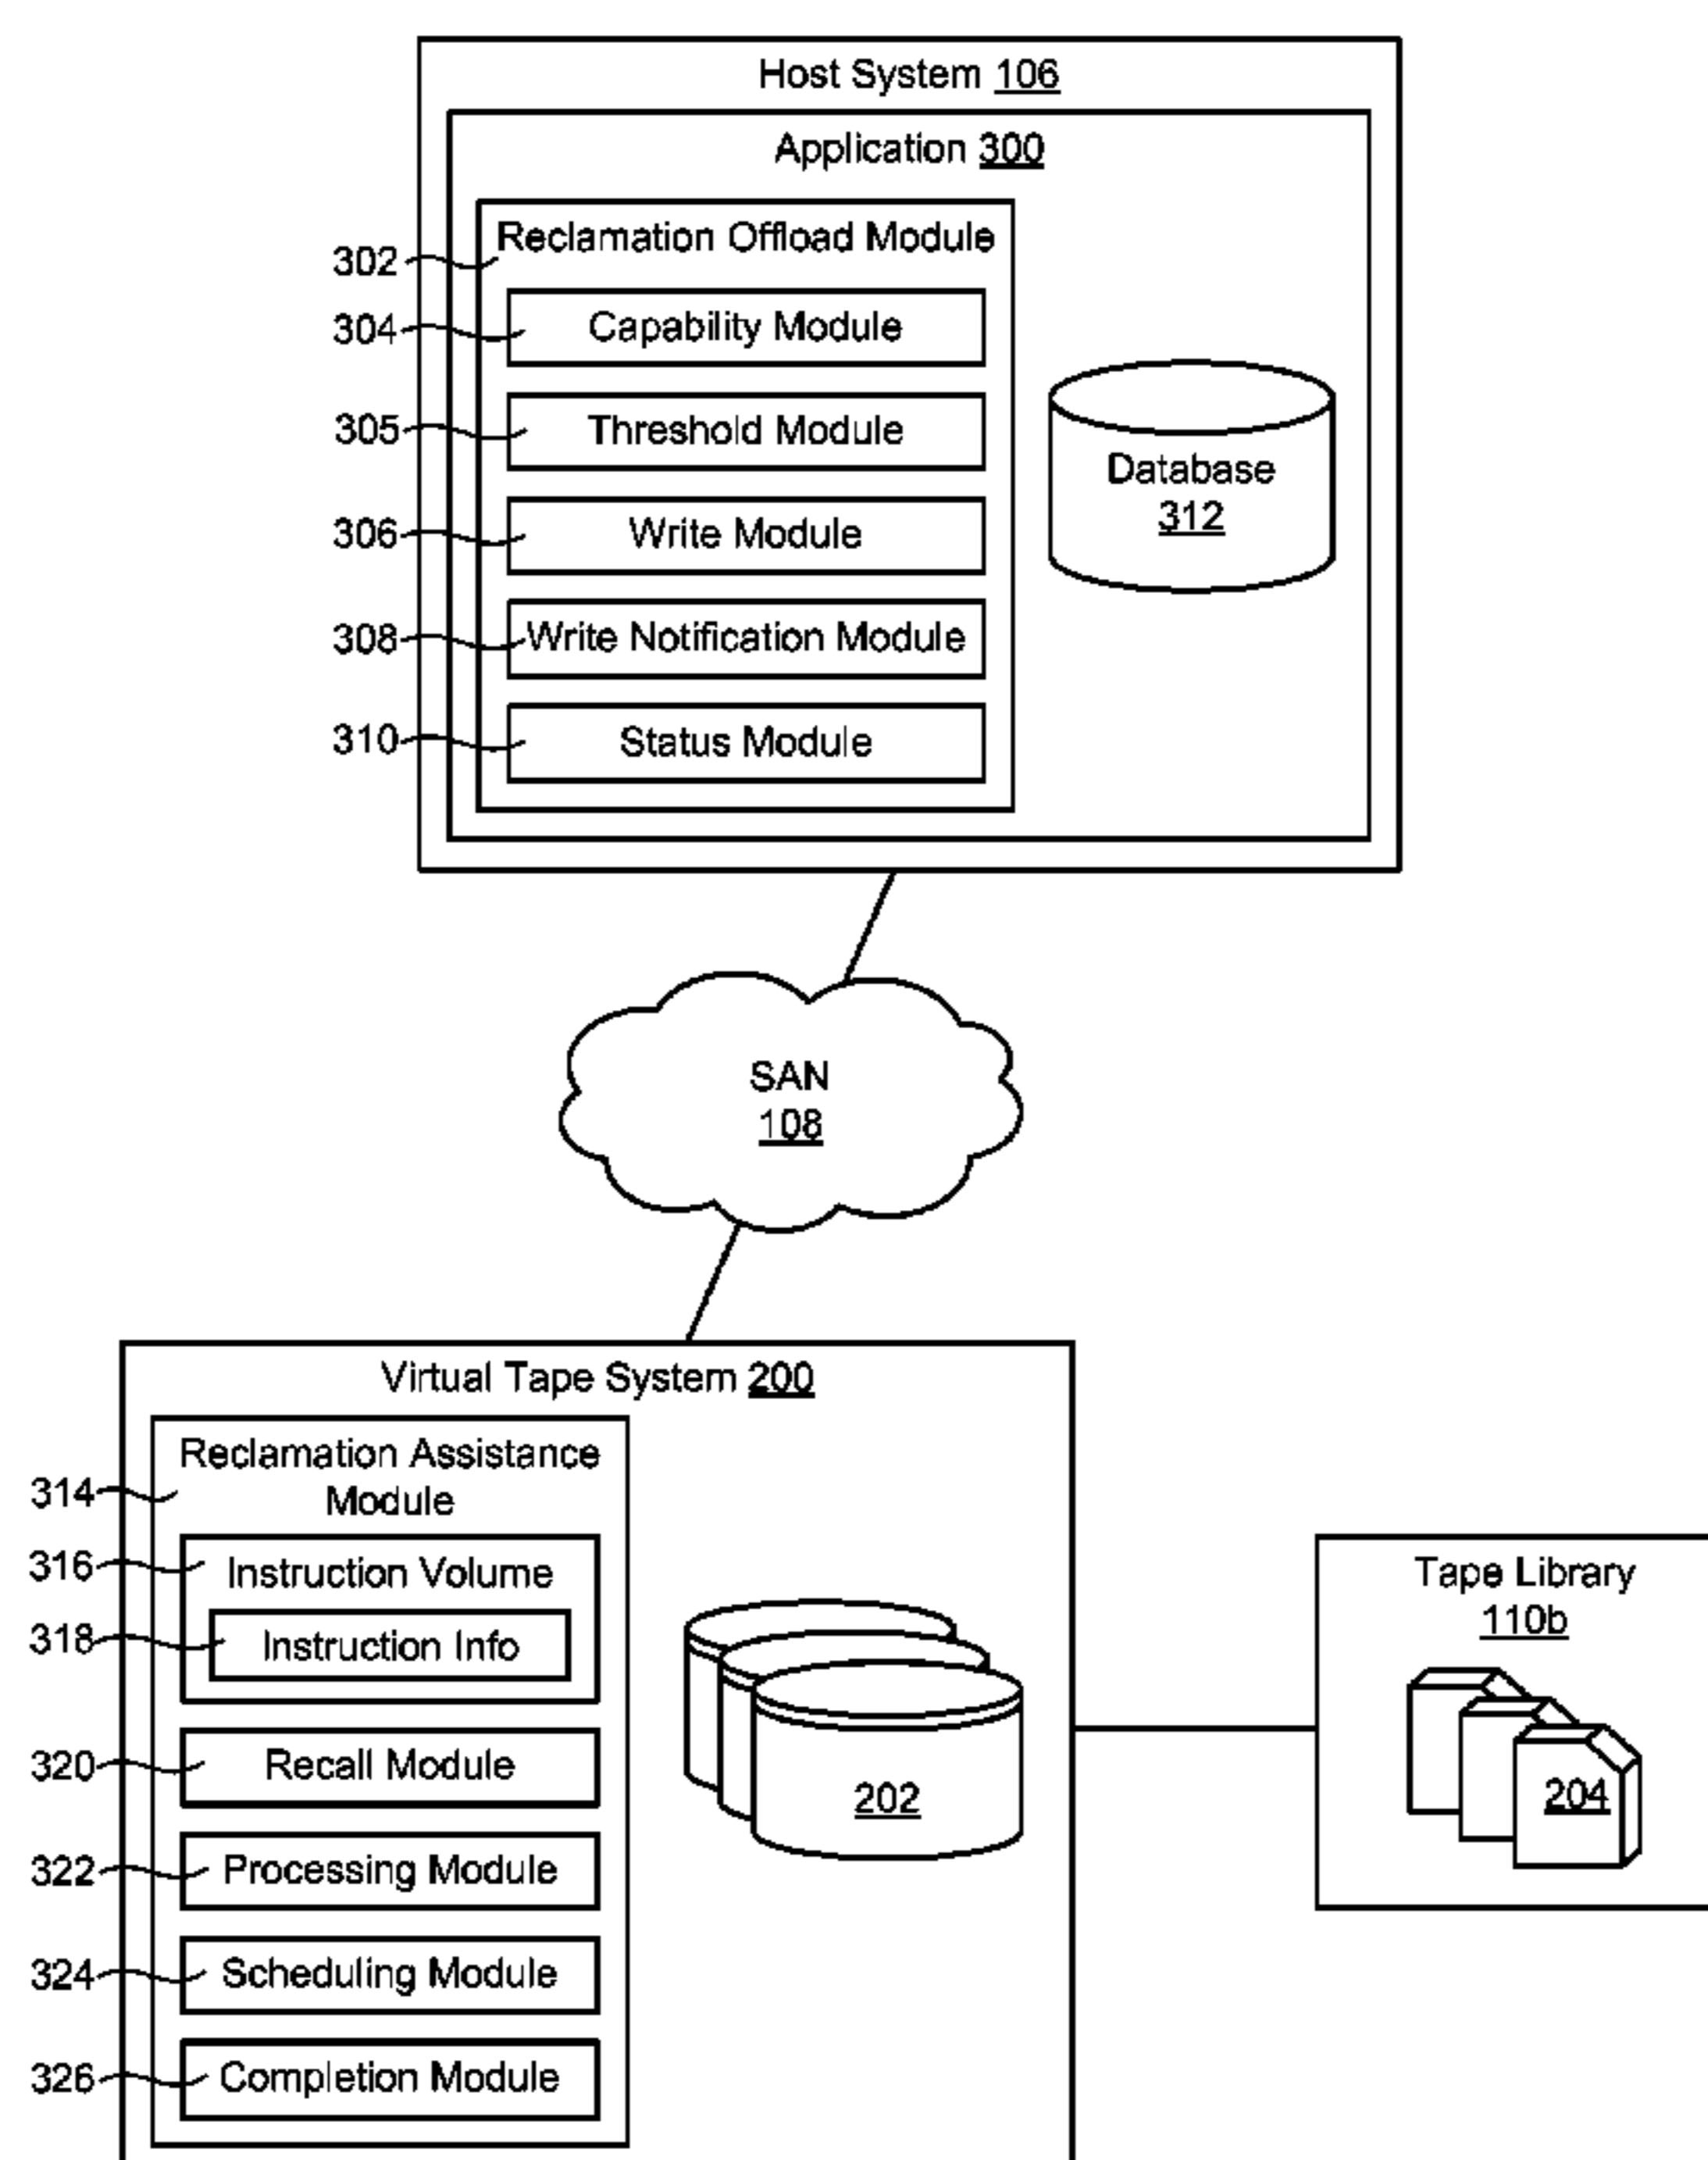 Host System 106
Application 300
Reclamation Offload Module
302
304
Capability Module
305
Threshold Module
306
Write Module
308
Write Notification Module
310
Status Module
Database
312
SAN
108
Virtual Tape System 200
Reclamation Assistance
Module
314
316
Instruction Volume
318
Instruction Info
320
Recall Module
322
Processing Module
324
Scheduling Module
326
Completion Module
202
Tape Library
110b
204